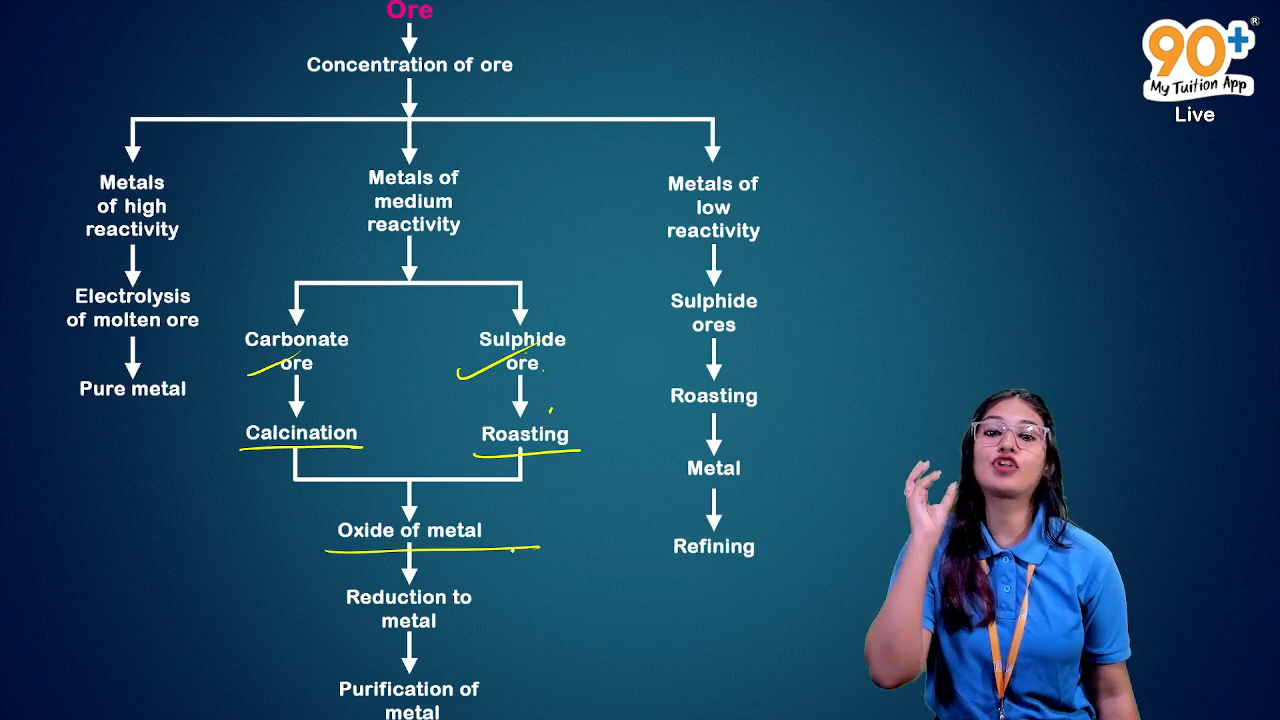 Ore
Concentration of ore
Metals
of high
reactivity
Electrolysis
of molten ore
Pure metal
Metals of
medium
reactivity
Carbonate
ore
Calcination
Sulphide
ore
Roasting
Oxide of metal
Reduction to
metal
Purification of
metal
Metals of
low
reactivity
Sulphide
ores
Roasting
Metal
Refining
90+
®
My Tuition App
Live